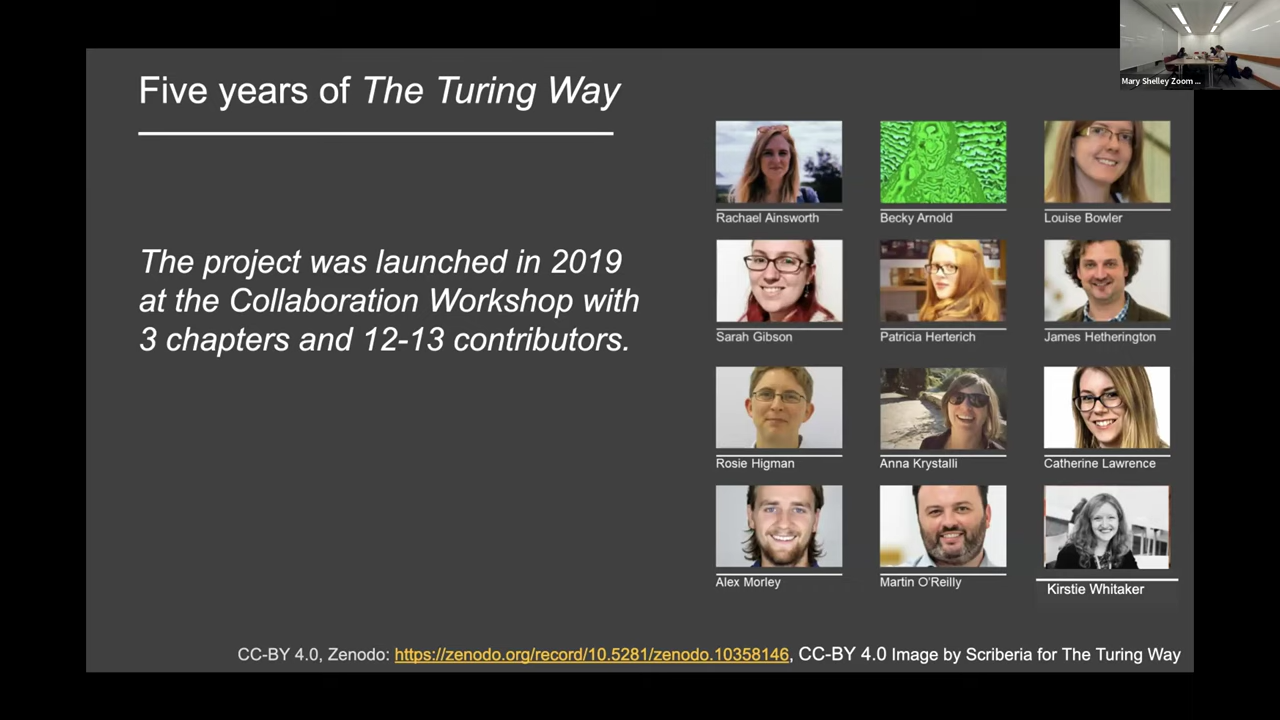 Mary Shelley Zoom ...
Five years of The Turing Way
The project was launched in 2019
at the Collaboration Workshop with
3 chapters and 12-13 contributors.
Rachael Ainsworth
Becky Arnold
Louise Bowler
Sarah Gibson
Patricia Herterich
James Hetherington
Rosie Higman
Anna Krystalli
Catherine Lawrence
Alex Morley
Martin O'Reilly
Kirstie Whitaker
CC-BY 4.0, Zenodo: https://zenodo.org/record/10.5281/zenodo.10358146, CC-BY 4.0 Image by Scriberia for The Turing Way